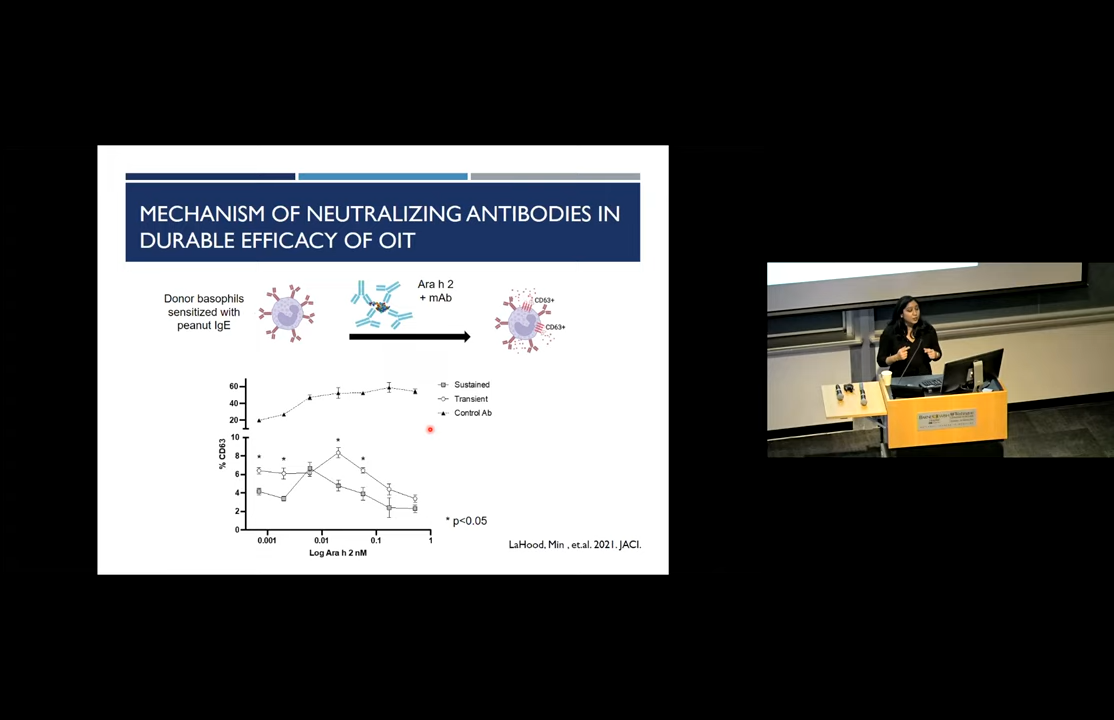 MECHANISM OF NEUTRALIZING ANTIBODIES IN
DURABLE EFFICACY OF OIT
Donor basophils
sensitized with
peanut IgE
Ara h 2
+ mAb
CD63+
CD63+
60
40
20
10
8
6
4
2
0
% CD63
Sustained
Transient
Control Ab
*
*
*
*
* p<0.05
0.001
0.01
0.1
1
Log Ara h 2 nM
LaHood, Min , et.al. 2021. JACI.